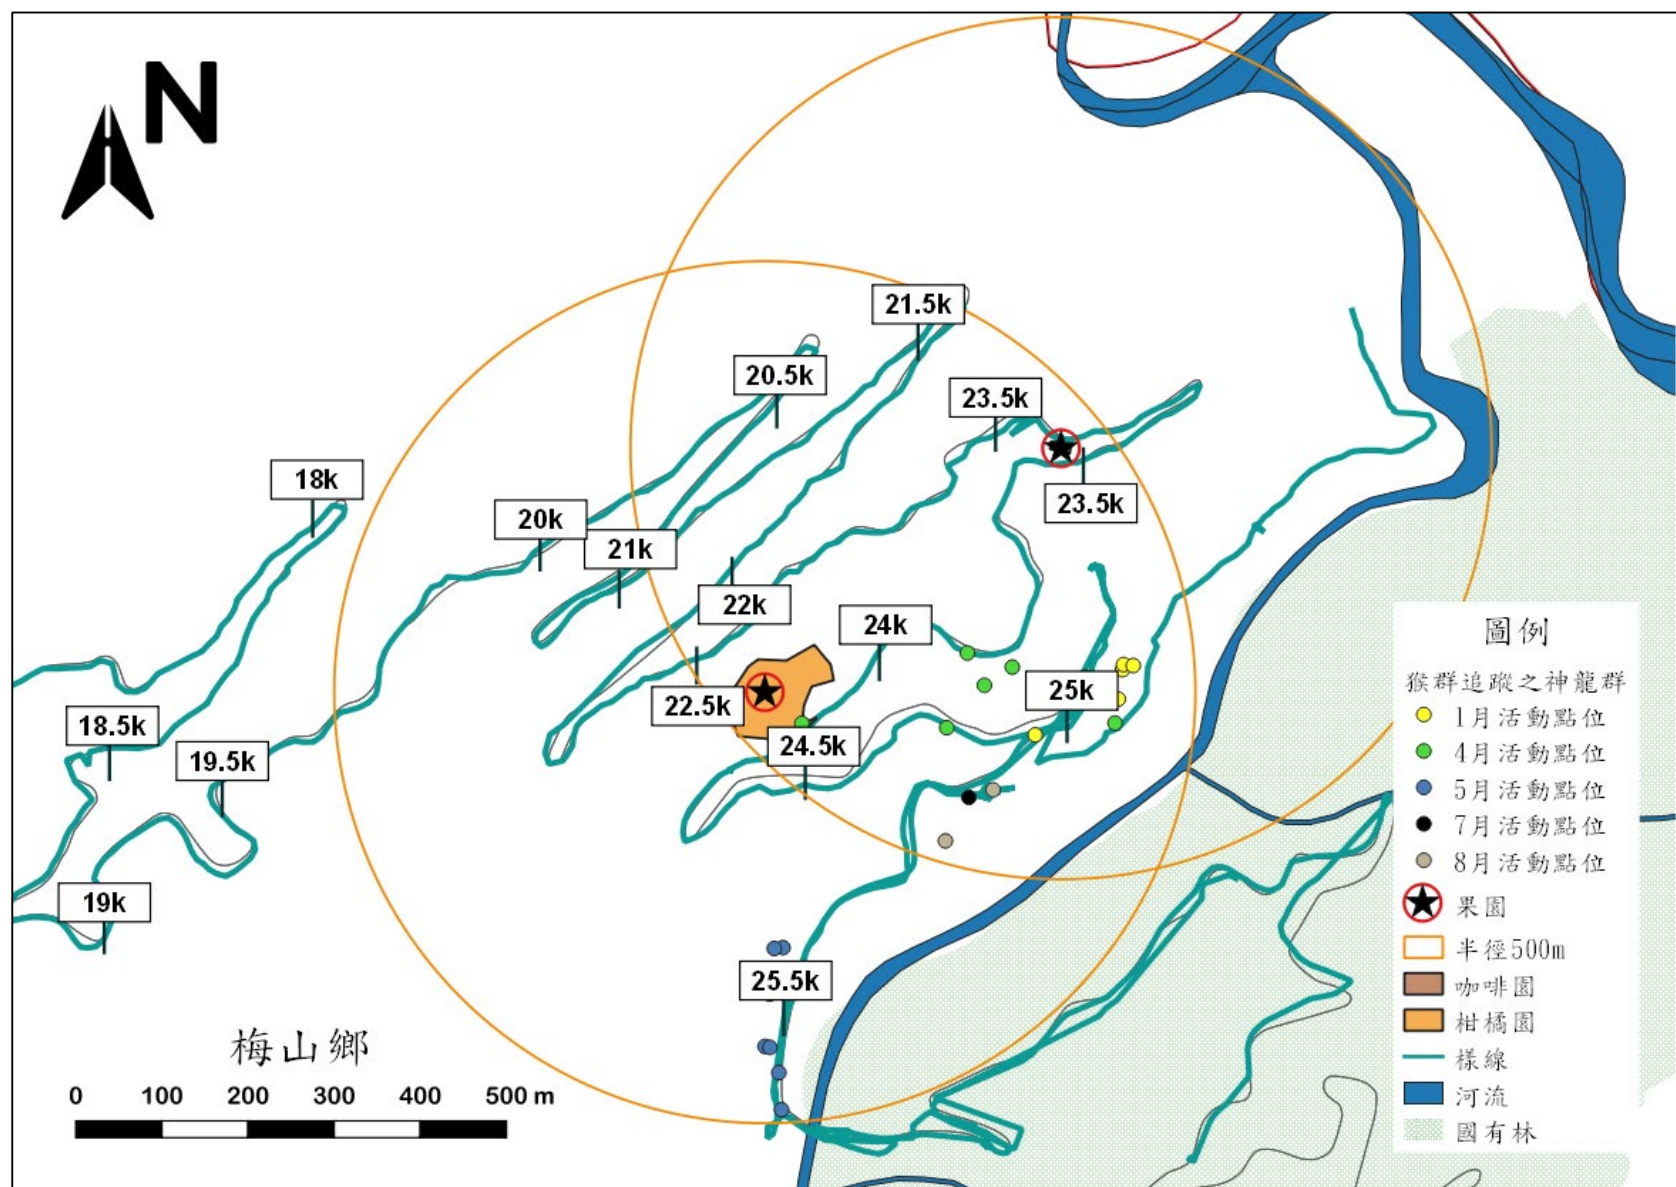 N
21.5k
20.5k
23.5k
18k
23.5k
20k
21k
22k
24k
25k
22.5k
18.5k
24.5k
19.5k
19k
25.5k
梅山鄉
0 100 200 300 400 500 m
圖例
猴群追蹤之神龍群
1月活動點位
4月活動點位
5月活動點位
7月活動點位
8月活動點位
果園
半徑500m
咖啡園
柑橘園
樣線
河流
國有林